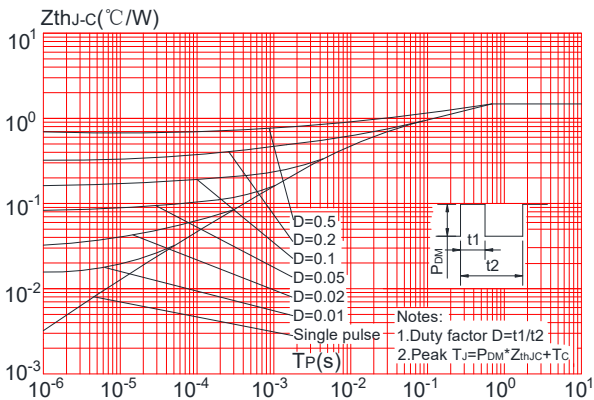 ZthJ-C(℃/W)
10¹
10⁰
10⁻¹
10⁻²
10⁻³
D=0.5
D=0.2
D=0.1
D=0.05
D=0.02
D=0.01
Single pulse
TP(s)
PDM
t1
t2
Notes:
1.Duty factor D=t1/t2
2.Peak TJ=PDM*ZthJC+TC
10⁻⁶ 10⁻⁵ 10⁻⁴ 10⁻³ 10⁻² 10⁻¹ 10⁰ 10¹